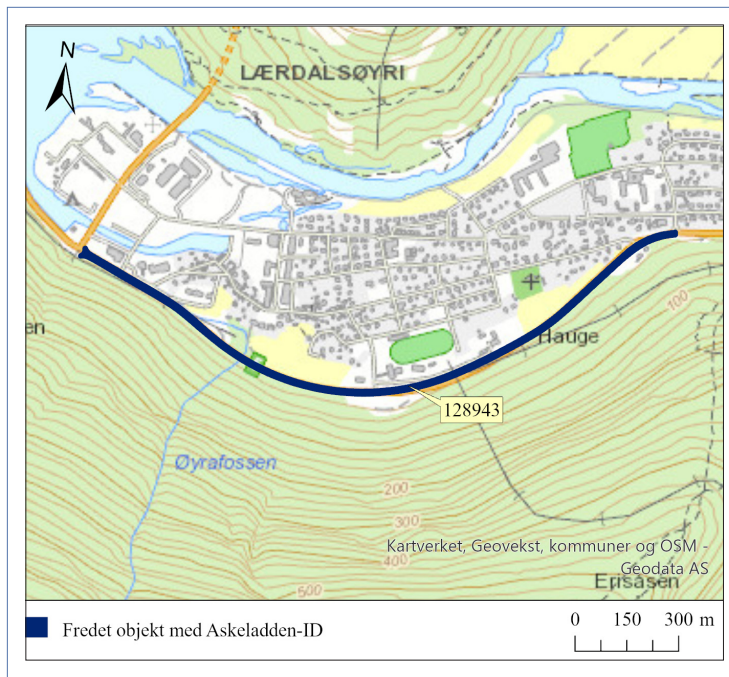 N
LÆRDALSØYRI
en
Hauge
100
128943
Øyrafossen
200
300
Kartverket, Geovekst, kommuner og OSM -
Geodata AS
400
Erisåsen
500
Fredet objekt med Askeladden-ID
0 150 300 m